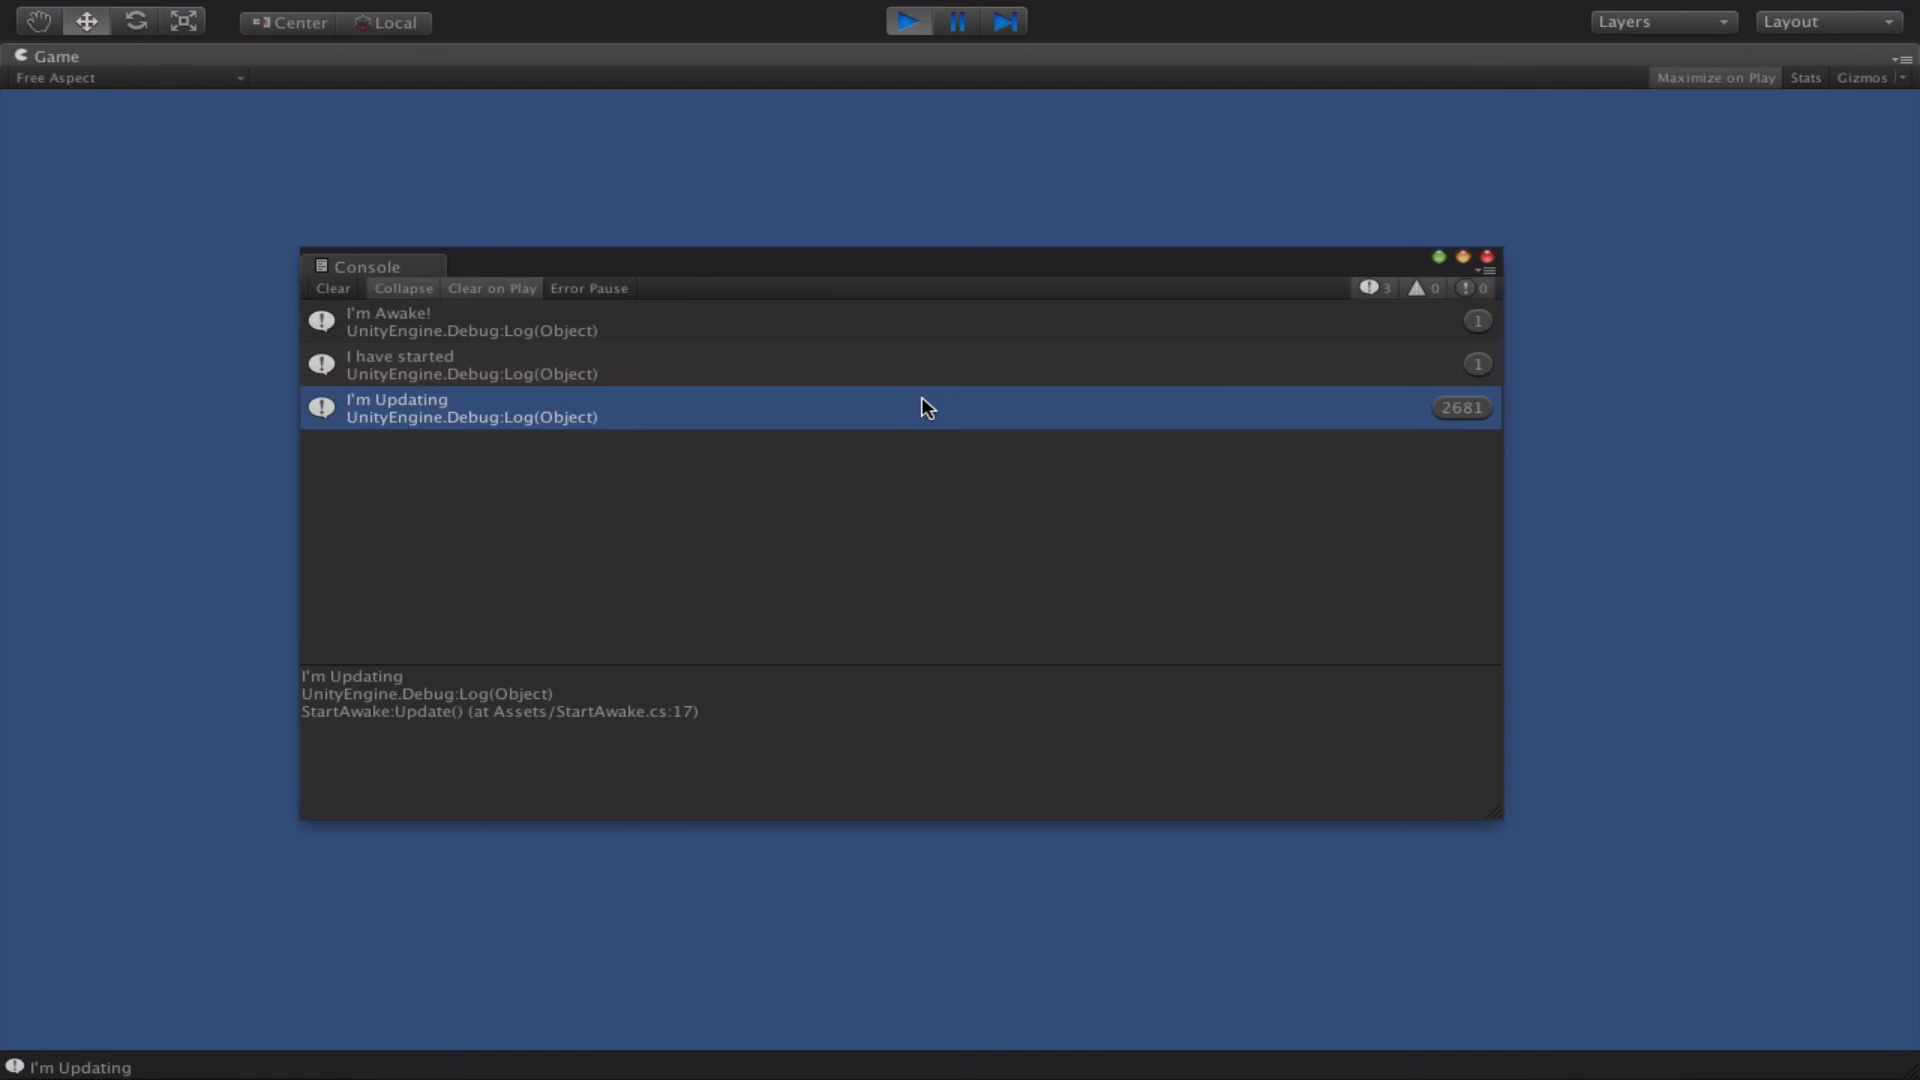 Center Local Layers Layout
Game
Free Aspect Maximize on Play Stats Gizmos
Console
Clear Collapse Clear on Play Error Pause 3 0 0
I'm Awake!
UnityEngine.Debug:Log(Object) 1
I have started
UnityEngine.Debug:Log(Object) 1
I'm Updating
UnityEngine.Debug:Log(Object) 2681
I'm Updating
UnityEngine.Debug:Log(Object)
StartAwake:Update() (at Assets/StartAwake.cs:17)
I'm Updating